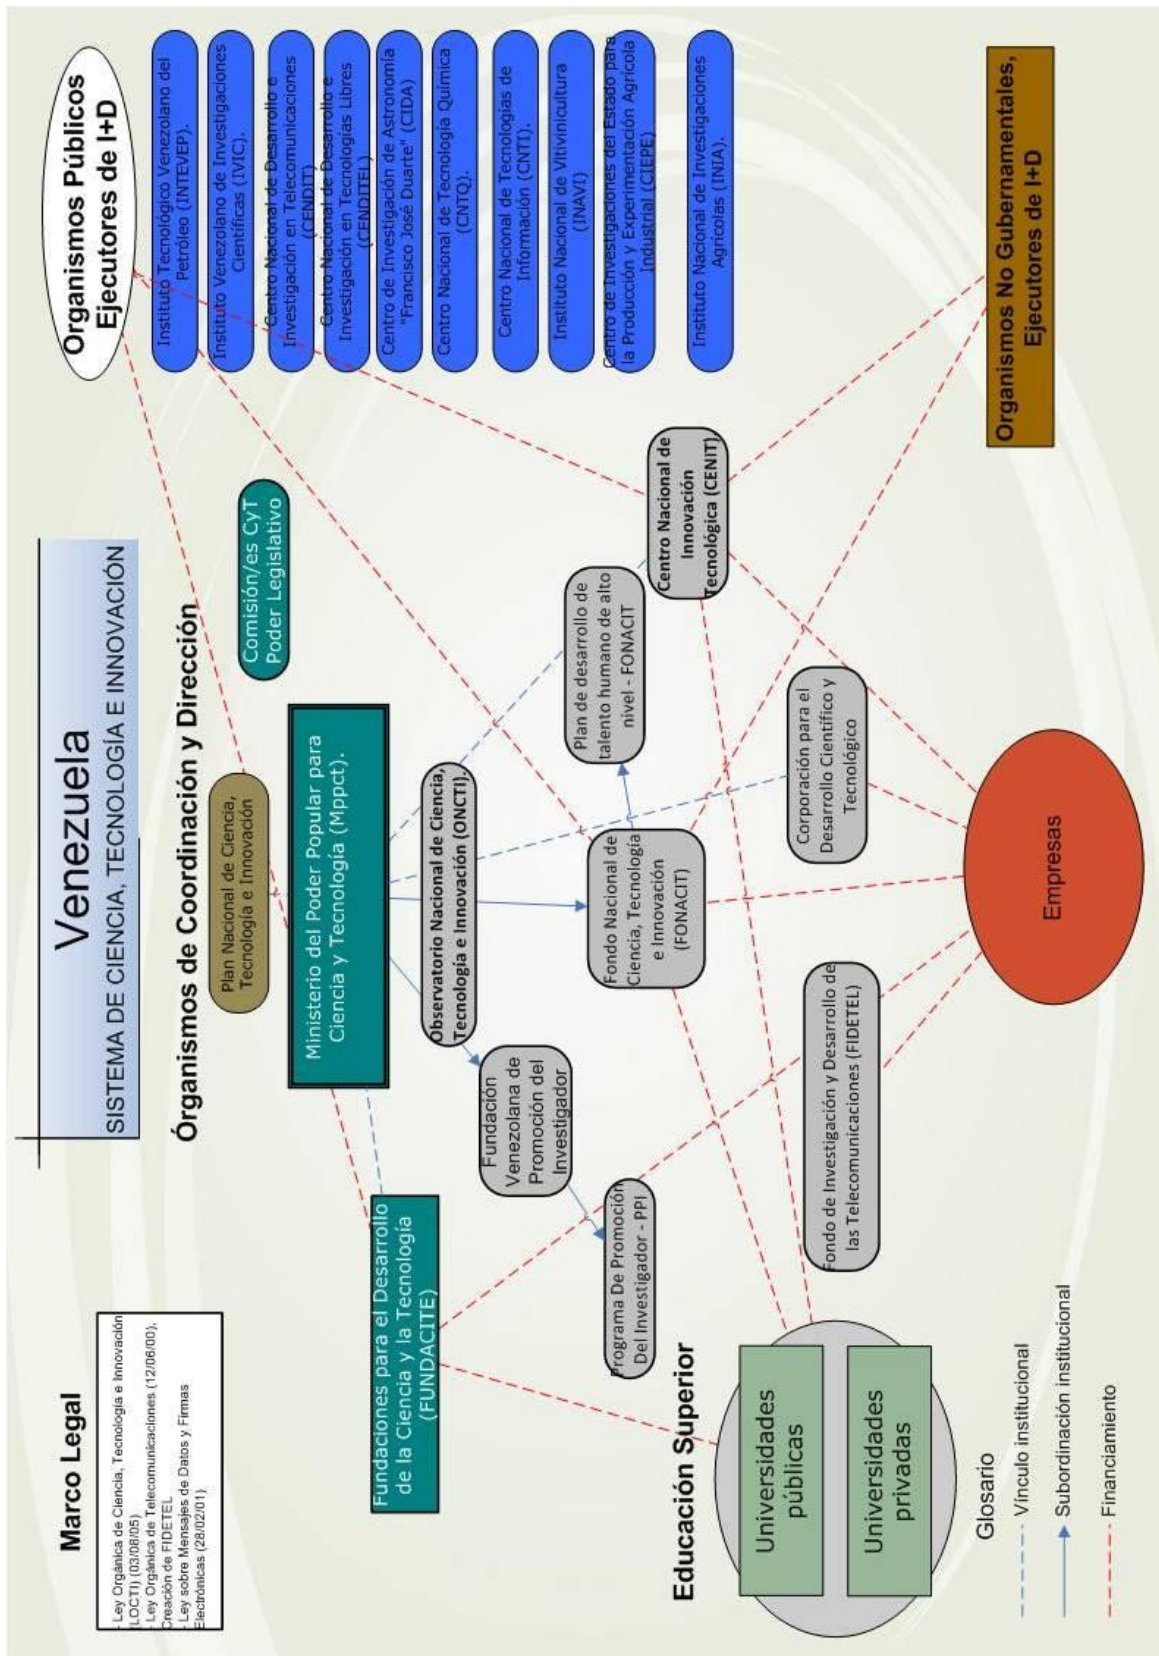 Venezuela
SISTEMA DE CIENCIA, TECNOLOGÍA E INNOVACIÓN
Marco Legal
- Ley Orgánica de Ciencia, Tecnología e Innovación
(LOCTI) (03/08/05)
- Ley Orgánica de Telecomunicaciones (12/06/00),
Creación de FIDETEL
- Ley sobre Mensajes de Datos y Firmas
Electrónicas (28/02/01)
Órganismos de Coordinación y Dirección
Plan Nacional de Ciencia,
Tecnología e Innovación
Comisión/es CyT
Poder Legislativo
Ministerio del Poder Popular para
Ciencia y Tecnología (Mppct).
Fundaciones para el Desarrollo
de la Ciencia y la Tecnología
(FUNDACITE)
Observatorio Nacional de Ciencia,
Tecnología e Innovación (ONCTI).
Fundación
Venezolana de
Promoción del
Investigador
Programa De Promoción
Del Investigador - PPI
Fondo Nacional de
Ciencia, Tecnología
e Innovación
(FONACIT)
Plan de desarrollo de
talento humano de alto
nivel - FONACIT
Centro Nacional de
Innovación
Tecnológica (CENIT)
Corporación para el
Desarrollo Científico y
Tecnológico
Fondo de Investigación y Desarrollo de
las Telecomunicaciones (FIDETEL)
Organismos Públicos
Ejecutores de I+D
Instituto Tecnológico Venezolano del
Petróleo (INTEVEP).
Instituto Venezolano de Investigaciones
Científicas (IVIC).
Centro Nacional de Desarrollo e
Investigación en Telecomunicaciones
(CENDIT)
Centro Nacional de Desarrollo e
Investigación en Tecnologías Libres
(CENDITEL)
Centro de Investigación de Astronomía
"Francisco José Duarte" (CIDA)
Centro Nacional de Tecnología Química
(CNTQ).
Centro Nacional de Tecnologías de
Información (CNTI).
Instituto Nacional de Vitivinicultura
(INAVI)
Centro de Investigaciones del Estado para
la Producción y Experimentación Agrícola
Industrial (CIEPE)
Instituto Nacional de Investigaciones
Agrícolas (INIA).
Educación Superior
Universidades
públicas
Universidades
privadas
Empresas
Organismos No Gubernamentales,
Ejecutores de I+D
Glosario
Vínculo institucional
Subordinación institucional
Financiamiento